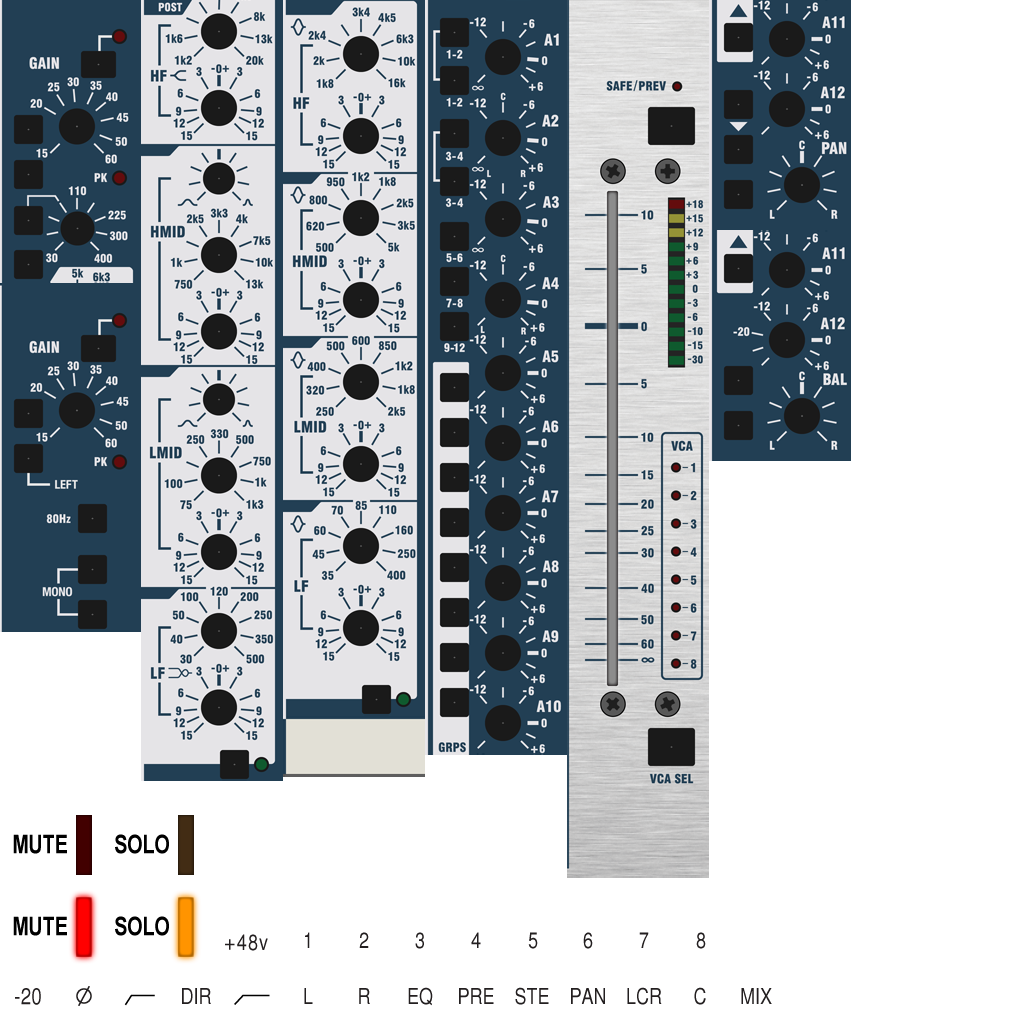 GAIN
25 30 35
20 40
45
50
15 60
PK
110
225
300
30 400
5k 6k3
GAIN
25 30 35
20 40
45
50
15 60
PK
LEFT
80Hz
MONO
POST
8k
1k6 13k
1k2 20k
HF
3 -0+ 3
6 6
9 9
12 12
15 15
HMID
3k3
2k5 4k
7k5
1k 10k
750 13k
3 -0+ 3
6 6
9 9
12 12
15 15
LMID
330
250 500
750
100 1k
75 1k3
3 -0+ 3
6 6
9 9
12 12
15 15
120
100 200
50 250
40 350
30 500
LF
3 -0+ 3
6 6
9 9
12 12
15 15
3k4
4k5
2k4 6k3
2k 10k
1k8 16k
HF
3 -0+ 3
6 6
9 9
12 12
15 15
1k2
950 1k8
800 2k5
620 3k5
500 5k
HMID
3 -0+ 3
6 6
9 9
12 12
15 15
600
500 850
400 1k2
320 1k8
250 2k5
LMID
3 -0+ 3
6 6
9 9
12 12
15 15
85
70 110
60 160
45 250
35 400
LF
3 -0+ 3
6 6
9 9
12 12
15 15
1-2
1-2
3-4
3-4
5-6
7-8
9-12
GRPS
-12 -6
A1
0
∞ +6
C
-12 -6
A2
0
∞ L R +6
-12 -6
A3
0
∞ +6
C
-12 -6
A4
0
L R +6
-12 -6
A5
0
+6
-12 -6
A6
0
+6
-12 -6
A7
0
+6
-12 -6
A8
0
+6
-12 -6
A9
0
+6
-12 -6
A10
0
+6
SAFE/PREV
10
5
0
5
10
15
20
25
30
40
50
60
∞
+18
+15
+12
+9
+6
+3
0
-3
-6
-10
-15
-30
VCA
1
2
3
4
5
6
7
8
VCA SEL
-12 -6
A11
0
+6
-12 -6
A12
0
+6
PAN
C
L R
-12 -6
A11
0
+6
-12 -6
A12
-20 0
+6
BAL
C
L R
MUTE SOLO
MUTE SOLO
+48v 1 2 3 4 5 6 7 8
-20 Ø DIR L R EQ PRE STE PAN LCR C MIX